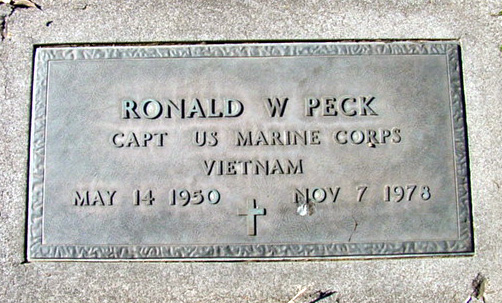 RONALD W PECK
CAPT US MARINE CORPS
VIETNAM
MAY 14 1950 NOV 7 1978